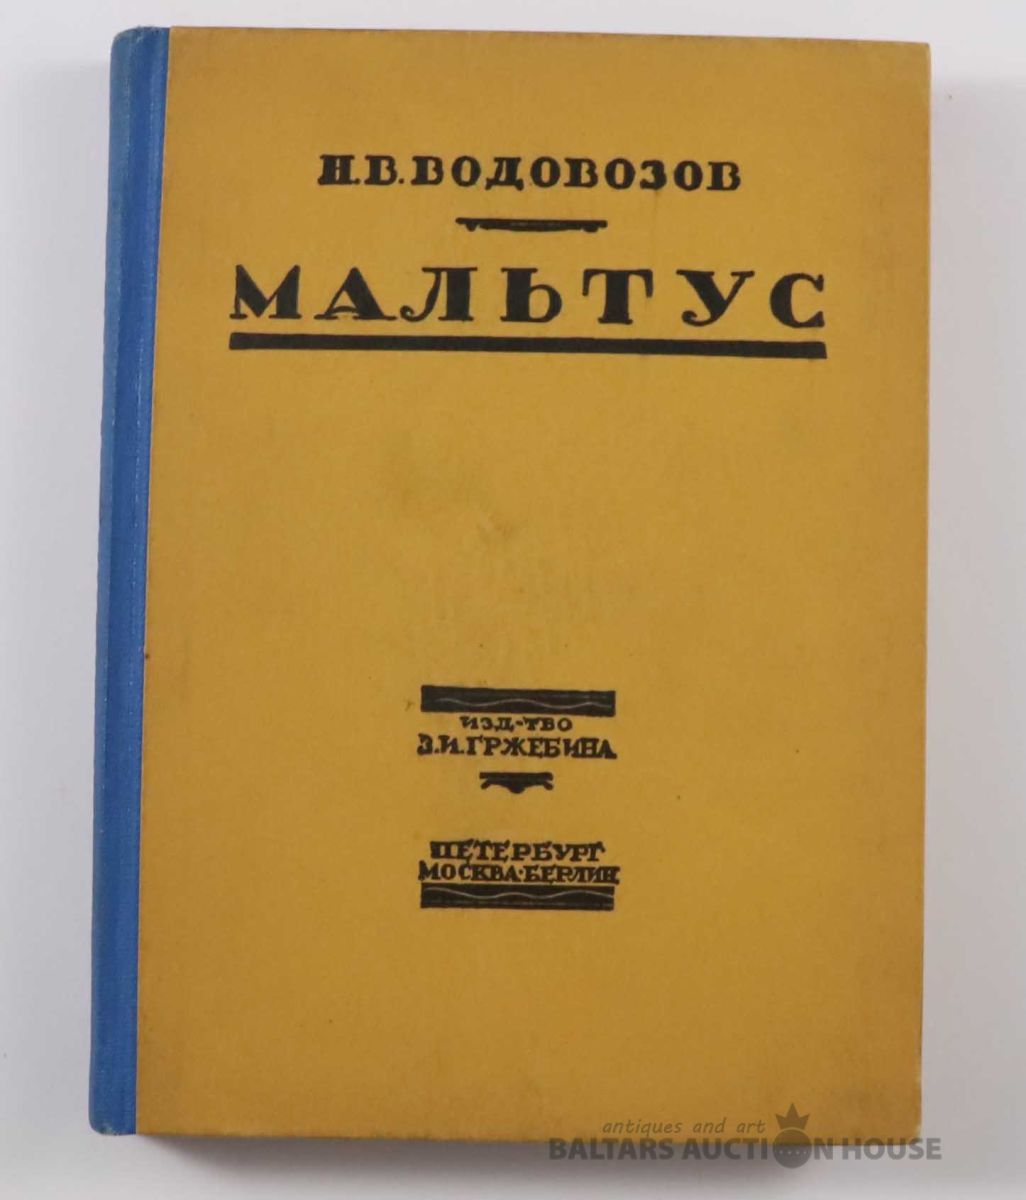 Н.В.ВОДОВОЗОВ
МАЛЬТУС
ИЗД-ТВО
З.И.ГРЖЕБИНА
ПЕТЕРБУРГ
МОСКВА·БЕРЛИН
antiques and art
BALTARS AUCTION HOUSE